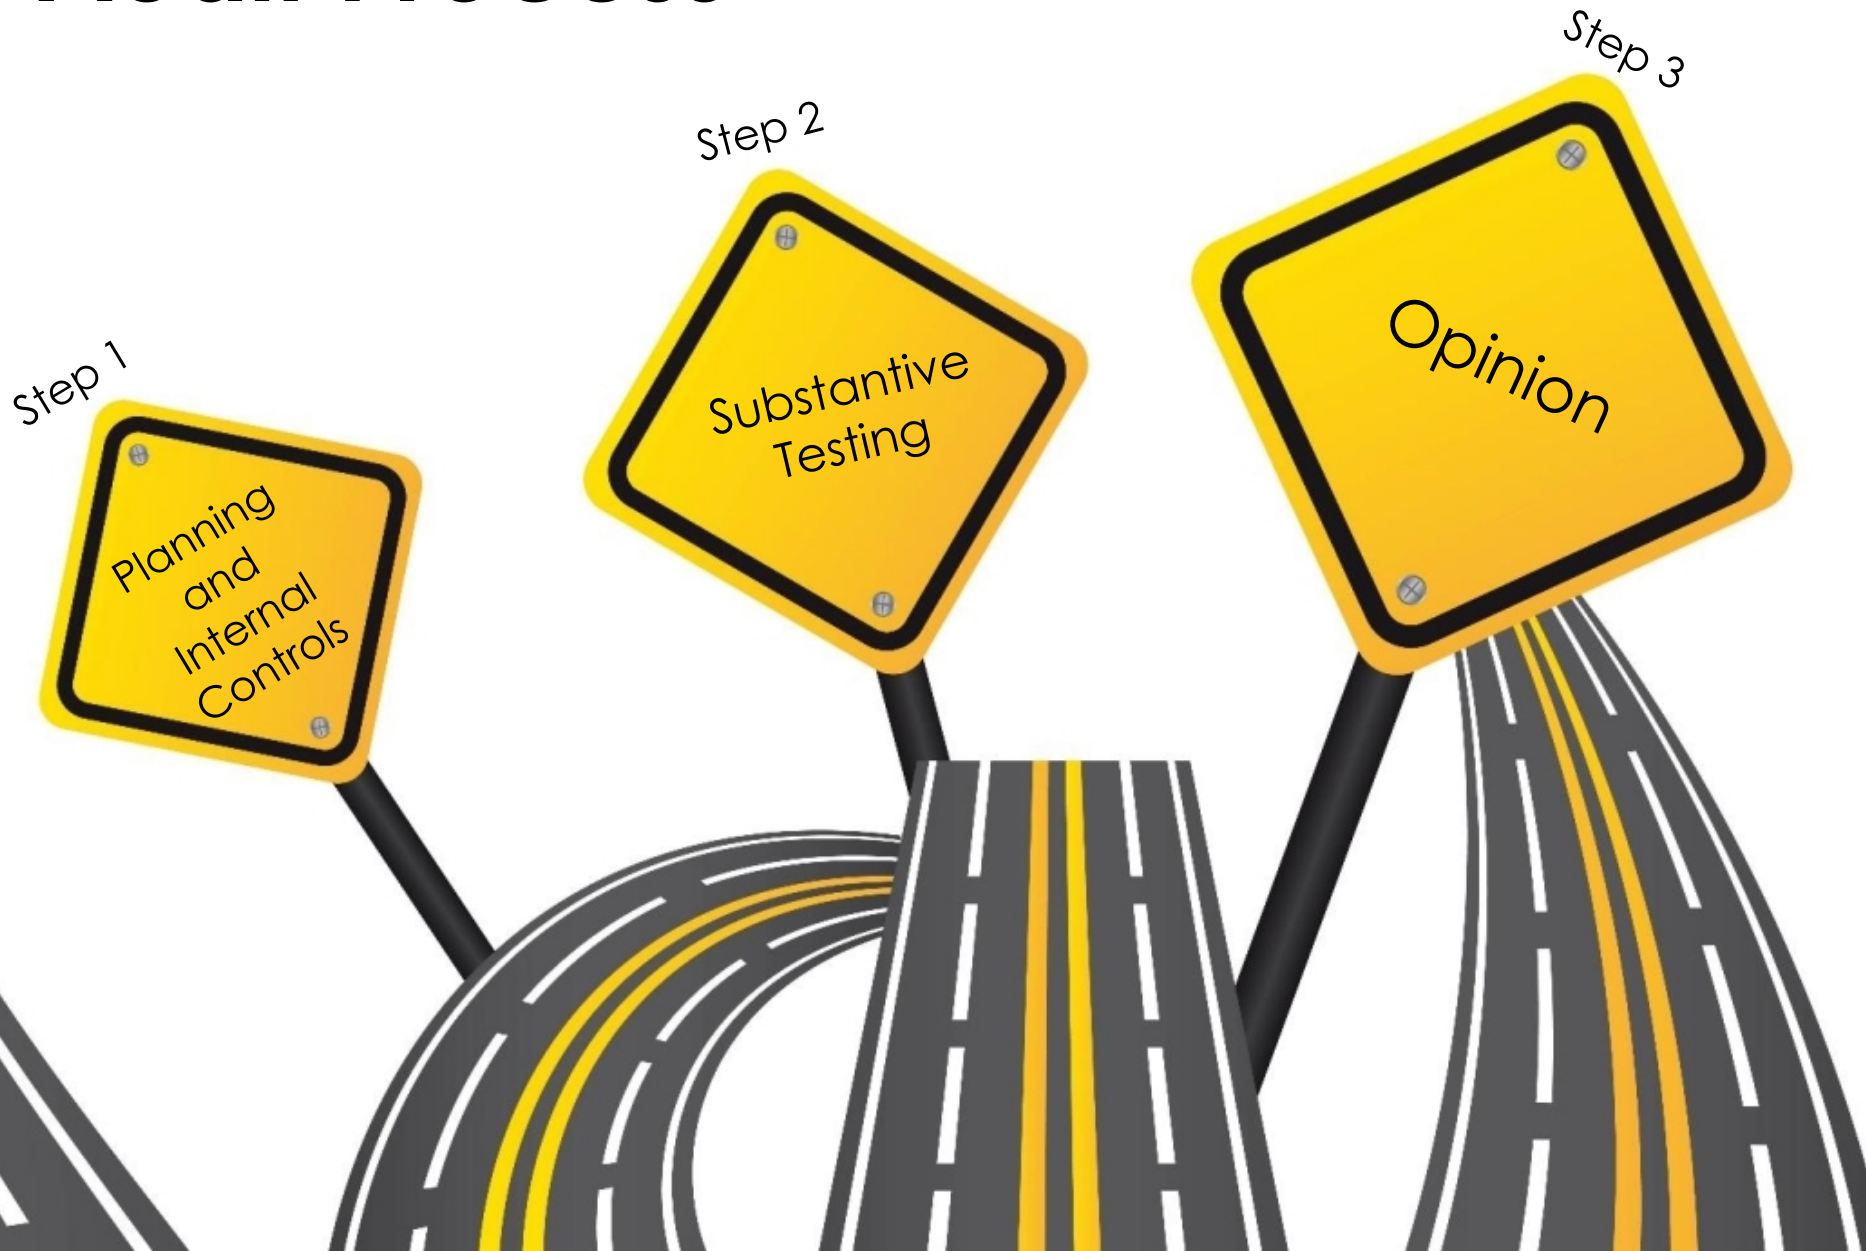 Step 1
Planning
and
Internal
Controls
Step 2
Substantive
Testing
Step 3
Opinion